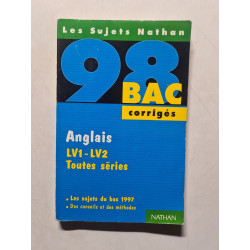 Les Sujets Nathan
98
BAC
corrigés
Anglais
LV1-LV2
Toutes séries
• Les sujets du bac 1997
• Des conseils et des méthodes
NATHAN